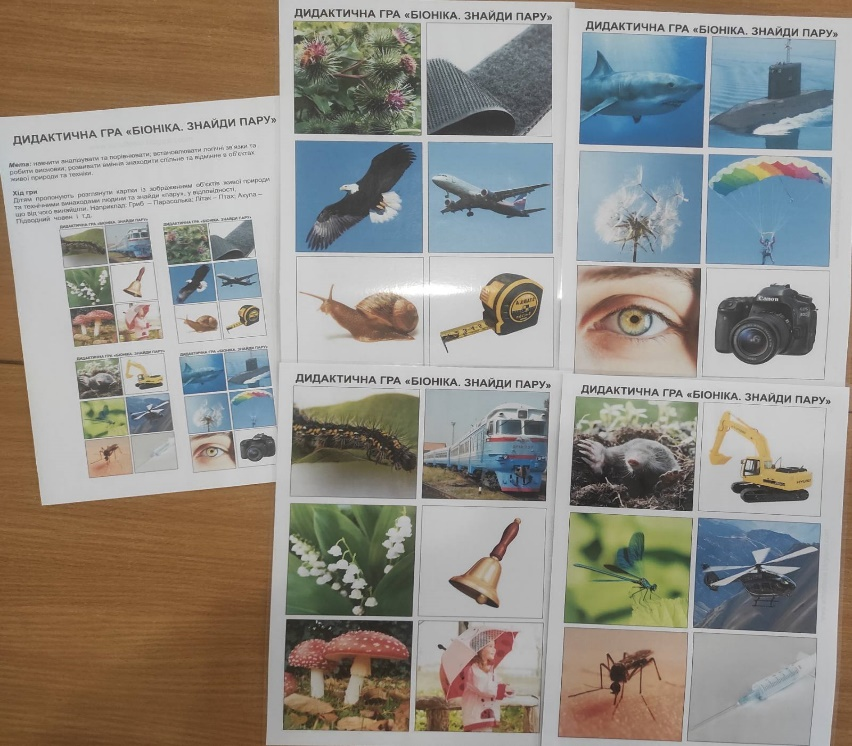 ДИДАКТИЧНА ГРА «БІОНІКА. ЗНАЙДИ ПАРУ»
Мета: навчити аналізувати та порівнювати; встановлювати логічні зв'язки та
робити висновки; розвивати вміння знаходити спільне та відмінне в об'єктах
живої природи та техніки.
Хід гри
Дітям пропонують розглянути картки із зображенням об'єктів живої природи
та технічними винаходами людини та знайди «пару», у відповідності,
що від чого винайшли. Наприклад: Гриб – Парасолька; Літак – Птах; Акула –
Підводний човен і т.д.
ДИДАКТИЧНА ГРА «БІОНІКА. ЗНАЙДИ ПАРУ»
ДИДАКТИЧНА ГРА «БІОНІКА. ЗНАЙДИ ПАРУ»
ДИДАКТИЧНА ГРА «БІОНІКА. ЗНАЙДИ ПАРУ»
ДИДАКТИЧНА ГРА «БІОНІКА. ЗНАЙДИ ПАРУ»
ДИДАКТИЧНА ГРА «БІОНІКА. ЗНАЙДИ ПАРУ»
ДИДАКТИЧНА ГРА «БІОНІКА. ЗНАЙДИ ПАРУ»
Canon
ДИДАКТИЧНА ГРА «БІОНІКА. ЗНАЙДИ ПАРУ»
ДИДАКТИЧНА ГРА «БІОНІКА. ЗНАЙДИ ПАРУ»